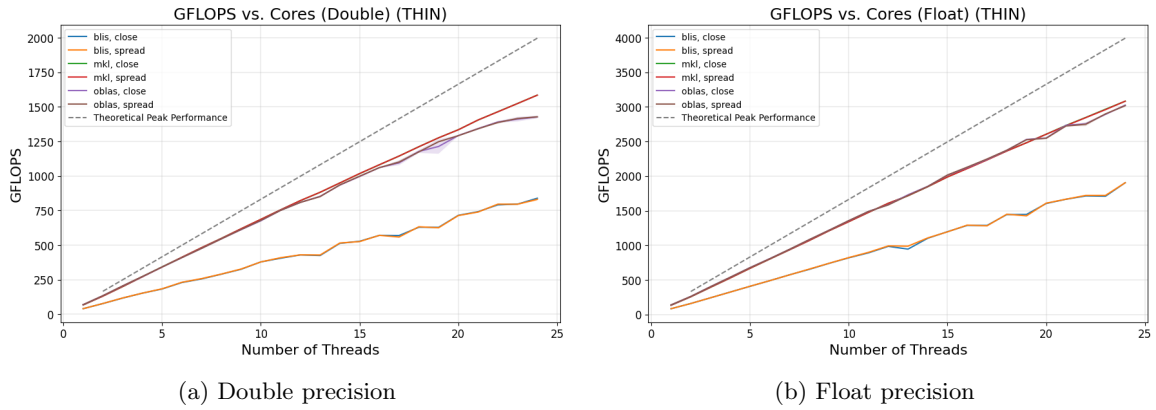 GFLOPS vs. Cores (Double) (THIN)
GFLOPS
2000
1750
1500
1250
1000
750
500
250
0
blis, close
blis, spread
mkl, close
mkl, spread
oblas, close
oblas, spread
Theoretical Peak Performance
0 5 10 15 20 25
Number of Threads
(a) Double precision
GFLOPS vs. Cores (Float) (THIN)
GFLOPS
4000
3500
3000
2500
2000
1500
1000
500
0
blis, close
blis, spread
mkl, close
mkl, spread
oblas, close
oblas, spread
Theoretical Peak Performance
0 5 10 15 20 25
Number of Threads
(b) Float precision